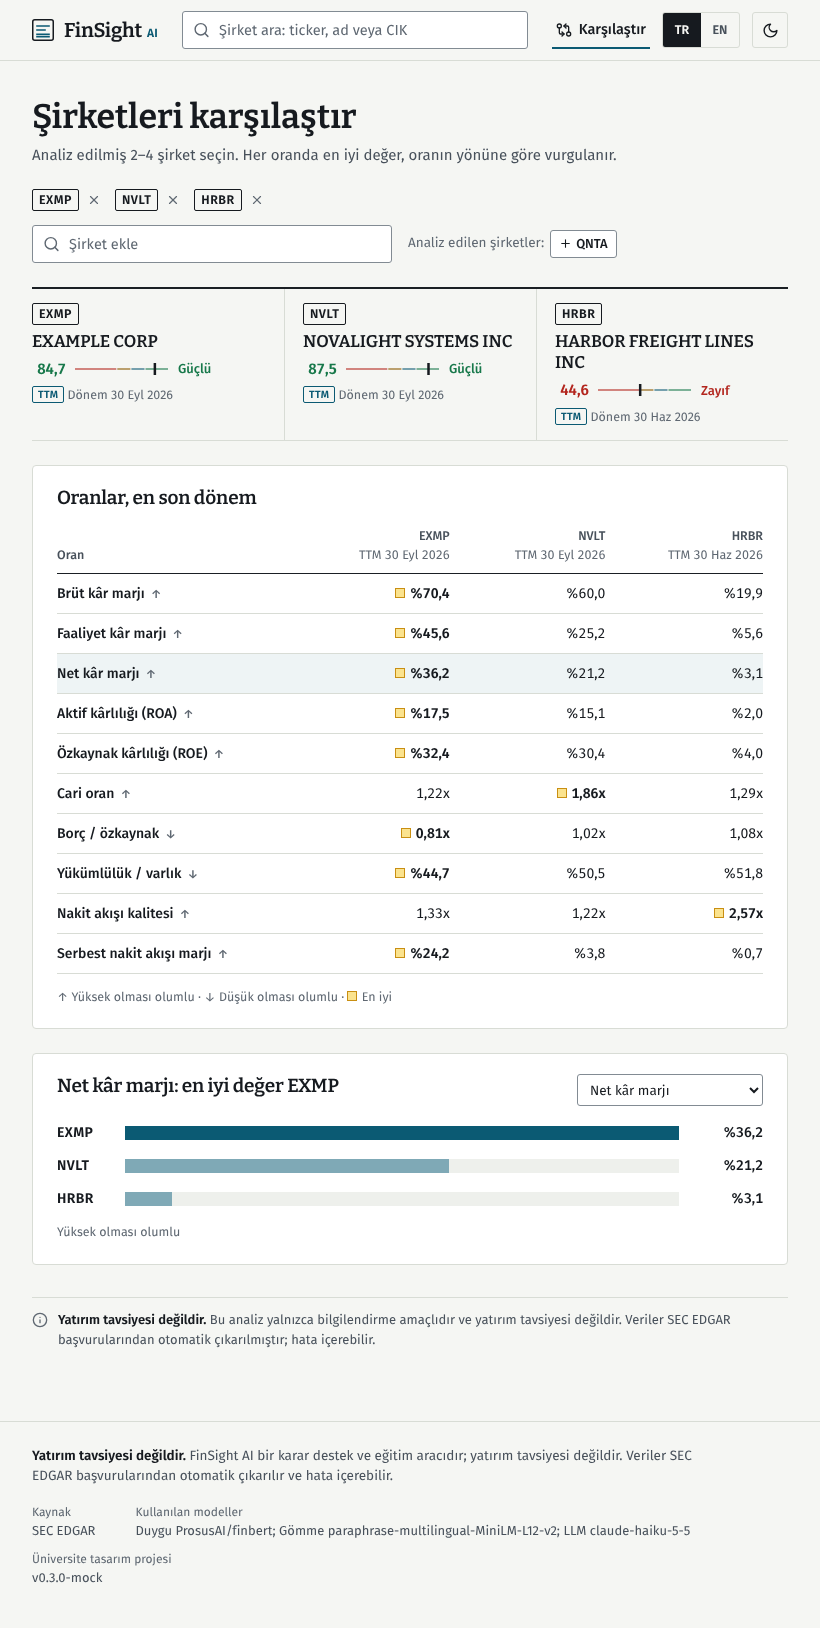 FinSight AI
Şirket ara: ticker, ad veya CIK
Karşılaştır
TR
EN
Şirketleri karşılaştır
Analiz edilmiş 2–4 şirket seçin. Her oranda en iyi değer, oranın yönüne göre vurgulanır.
EXMP × NVLT × HRBR ×
Şirket ekle
Analiz edilen şirketler: + QNTA
EXMP
EXAMPLE CORP
84,7 Güçlü
TTM Dönem 30 Eyl 2026
NVLT
NOVALIGHT SYSTEMS INC
87,5 Güçlü
TTM Dönem 30 Eyl 2026
HRBR
HARBOR FREIGHT LINES
INC
44,6 Zayıf
TTM Dönem 30 Haz 2026
Oranlar, en son dönem
EXMP NVLT HRBR
Oran TTM 30 Eyl 2026 TTM 30 Eyl 2026 TTM 30 Haz 2026
Brüt kâr marjı ↑ %70,4 %60,0 %19,9
Faaliyet kâr marjı ↑ %45,6 %25,2 %5,6
Net kâr marjı ↑ %36,2 %21,2 %3,1
Aktif kârlılığı (ROA) ↑ %17,5 %15,1 %2,0
Özkaynak kârlılığı (ROE) ↑ %32,4 %30,4 %4,0
Cari oran ↑ 1,22x 1,86x 1,29x
Borç / özkaynak ↓ 0,81x 1,02x 1,08x
Yükümlülük / varlık ↓ %44,7 %50,5 %51,8
Nakit akışı kalitesi ↑ 1,33x 1,22x 2,57x
Serbest nakit akışı marjı ↑ %24,2 %3,8 %0,7
↑ Yüksek olması olumlu · ↓ Düşük olması olumlu · En iyi
Net kâr marjı: en iyi değer EXMP
Net kâr marjı
EXMP %36,2
NVLT %21,2
HRBR %3,1
Yüksek olması olumlu
Yatırım tavsiyesi değildir. Bu analiz yalnızca bilgilendirme amaçlıdır ve yatırım tavsiyesi değildir. Veriler SEC EDGAR
başvurularından otomatik çıkarılmıştır; hata içerebilir.
Yatırım tavsiyesi değildir. FinSight AI bir karar destek ve eğitim aracıdır; yatırım tavsiyesi değildir. Veriler SEC
EDGAR başvurularından otomatik çıkarılır ve hata içerebilir.
Kaynak
SEC EDGAR
Kullanılan modeller
Duygu ProsusAI/finbert; Gömme paraphrase-multilingual-MiniLM-L12-v2; LLM claude-haiku-5-5
Üniversite tasarım projesi
v0.3.0-mock